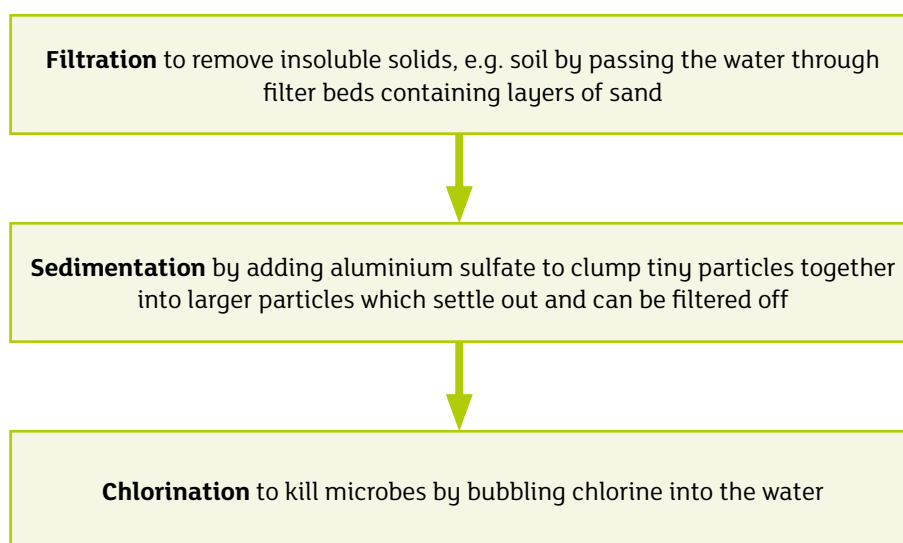 Filtration to remove insoluble solids, e.g. soil by passing the water through
filter beds containing layers of sand
Sedimentation by adding aluminium sulfate to clump tiny particles together
into larger particles which settle out and can be filtered off
Chlorination to kill microbes by bubbling chlorine into the water